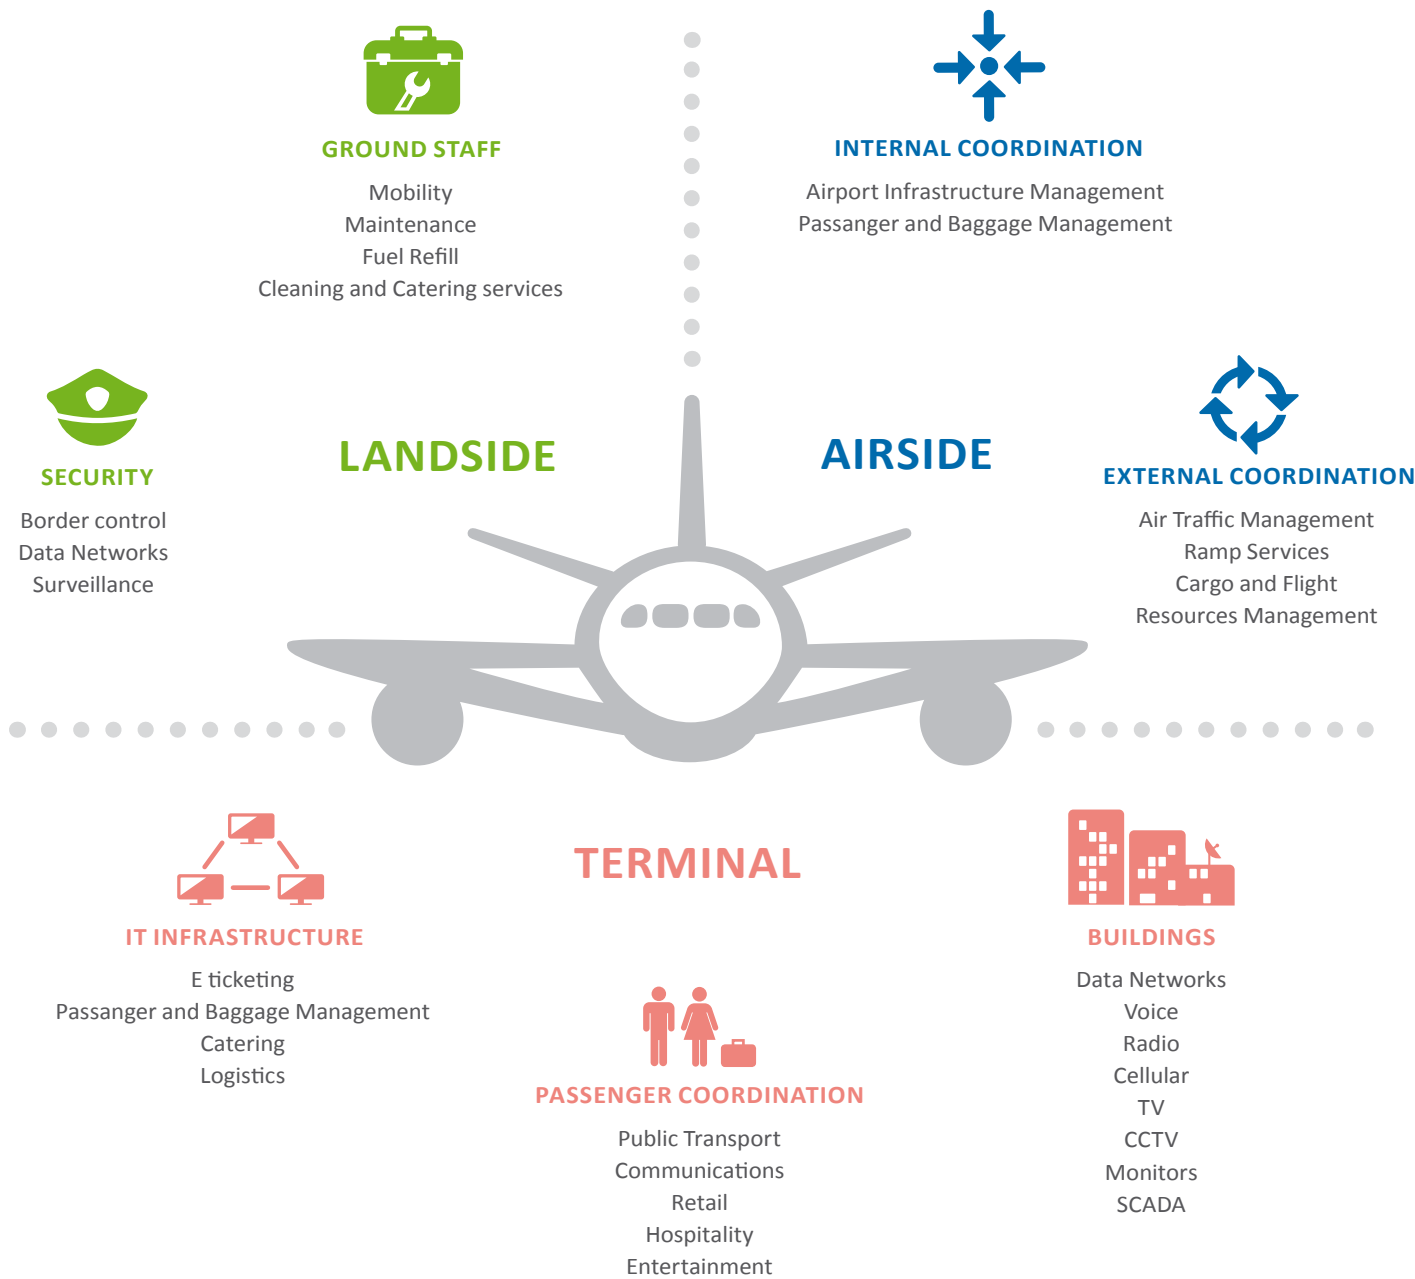 GROUND STAFF
Mobility
Maintenance
Fuel Refill
Cleaning and Catering services
INTERNAL COORDINATION
Airport Infrastructure Management
Passanger and Baggage Management
SECURITY
Border control
Data Networks
Surveillance
LANDSIDE
AIRSIDE
EXTERNAL COORDINATION
Air Traffic Management
Ramp Services
Cargo and Flight
Resources Management
TERMINAL
IT INFRASTRUCTURE
E ticketing
Passanger and Baggage Management
Catering
Logistics
PASSENGER COORDINATION
Public Transport
Communications
Retail
Hospitality
Entertainment
BUILDINGS
Data Networks
Voice
Radio
Cellular
TV
CCTV
Monitors
SCADA